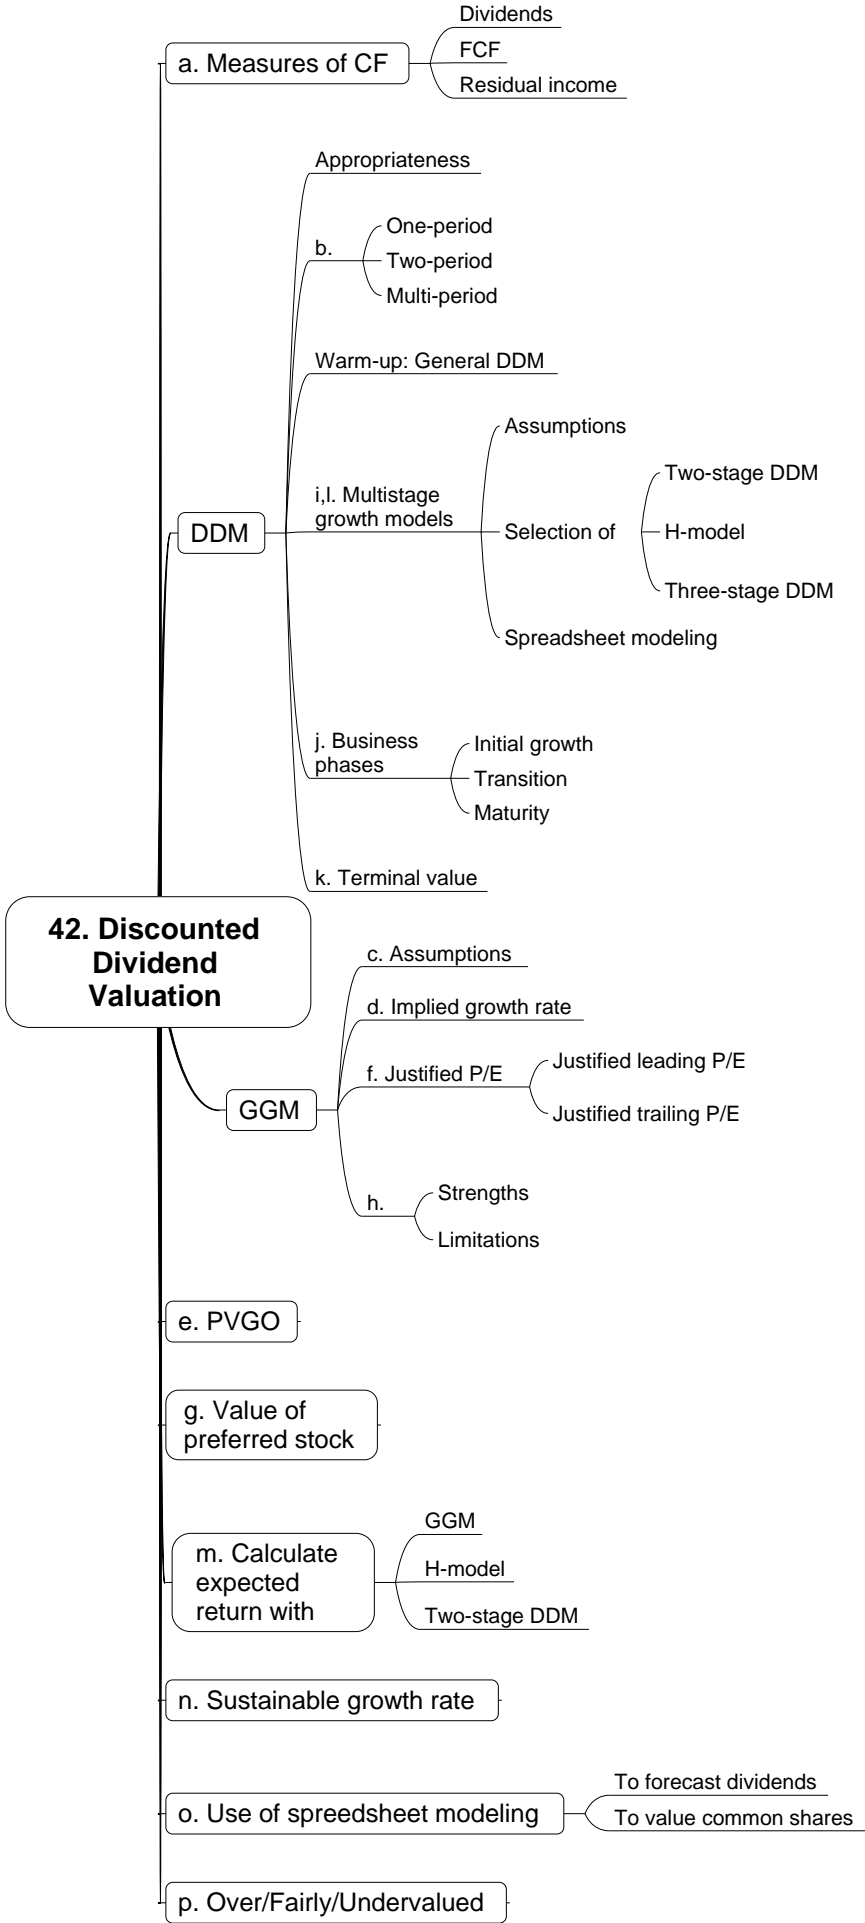 a. Measures of CF
Dividends
FCF
Residual income
DDM
Appropriateness
b.
One-period
Two-period
Multi-period
Warm-up: General DDM
i,l. Multistage
growth models
Assumptions
Selection of
Two-stage DDM
H-model
Three-stage DDM
Spreadsheet modeling
j. Business
phases
Initial growth
Transition
Maturity
k. Terminal value
42. Discounted
Dividend
Valuation
GGM
c. Assumptions
d. Implied growth rate
f. Justified P/E
Justified leading P/E
Justified trailing P/E
h.
Strengths
Limitations
e. PVGO
g. Value of
preferred stock
m. Calculate
expected
return with
GGM
H-model
Two-stage DDM
n. Sustainable growth rate
o. Use of spreedsheet modeling
To forecast dividends
To value common shares
p. Over/Fairly/Undervalued